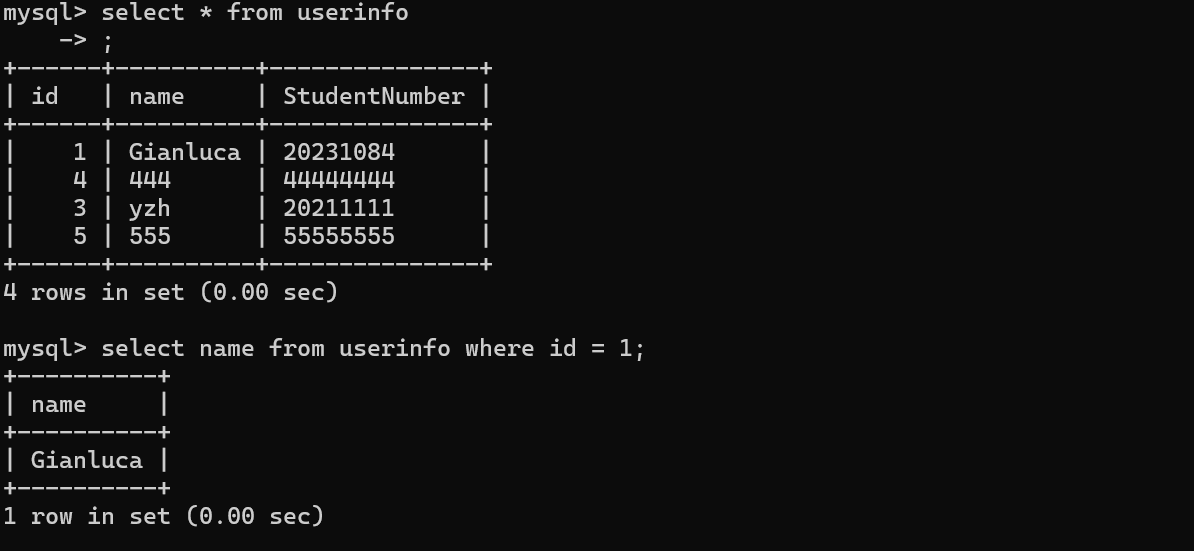 mysql> select * from userinfo
    -> ;
+------+----------+---------------+
| id   | name     | StudentNumber |
+------+----------+---------------+
|    1 | Gianluca | 20231084      |
|    4 | 444      | 44444444      |
|    3 | yzh      | 20211111      |
|    5 | 555      | 55555555      |
+------+----------+---------------+
4 rows in set (0.00 sec)

mysql> select name from userinfo where id = 1;
+----------+
| name     |
+----------+
| Gianluca |
+----------+
1 row in set (0.00 sec)